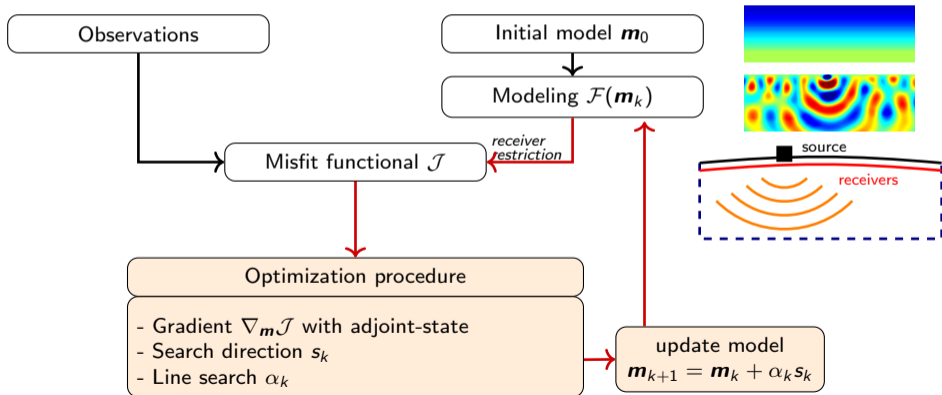 Observations
Initial model m₀
Modeling ℱ(mₖ)
receiver
restriction
Misfit functional 𝒥
source
receivers
Optimization procedure
- Gradient ∇ₘ𝒥 with adjoint-state
- Search direction sₖ
- Line search αₖ
update model
mₖ₊₁ = mₖ + αₖsₖ